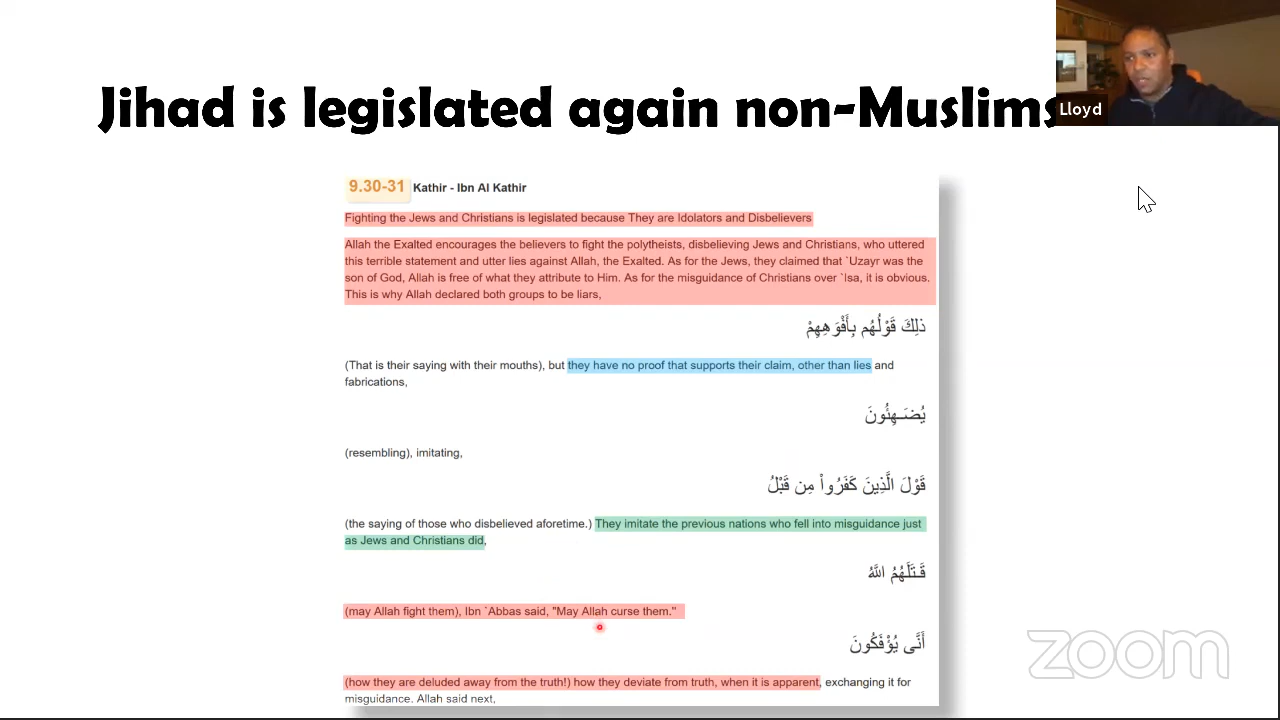 Jihad is legislated again non-Muslims
Lloyd
9.30-31 Kathir - Ibn Al Kathir
Fighting the Jews and Christians is legislated because They are Idolators and Disbelievers
Allah the Exalted encourages the believers to fight the polytheists, disbelieving Jews and Christians, who uttered
this terrible statement and utter lies against Allah, the Exalted. As for the Jews, they claimed that `Uzayr was the
son of God, Allah is free of what they attribute to Him. As for the misguidance of Christians over `Isa, it is obvious.
This is why Allah declared both groups to be liars,
ذلِكَ قَوْلُهُم بِأَفْوَهِهِمْ
(That is their saying with their mouths), but they have no proof that supports their claim, other than lies and
fabrications,
يُضَـهِئُونَ
(resembling), imitating,
قَوْلَ الَّذِينَ كَفَرُواْ مِن قَبْلُ
(the saying of those who disbelieved aforetime.) They imitate the previous nations who fell into misguidance just
as Jews and Christians did,
قَـتَلَهُمُ اللَّهُ
(may Allah fight them), Ibn `Abbas said, "May Allah curse them."
أَنَّى يُؤْفَكُونَ
(how they are deluded away from the truth!) how they deviate from truth, when it is apparent, exchanging it for
misguidance. Allah said next,
zoom